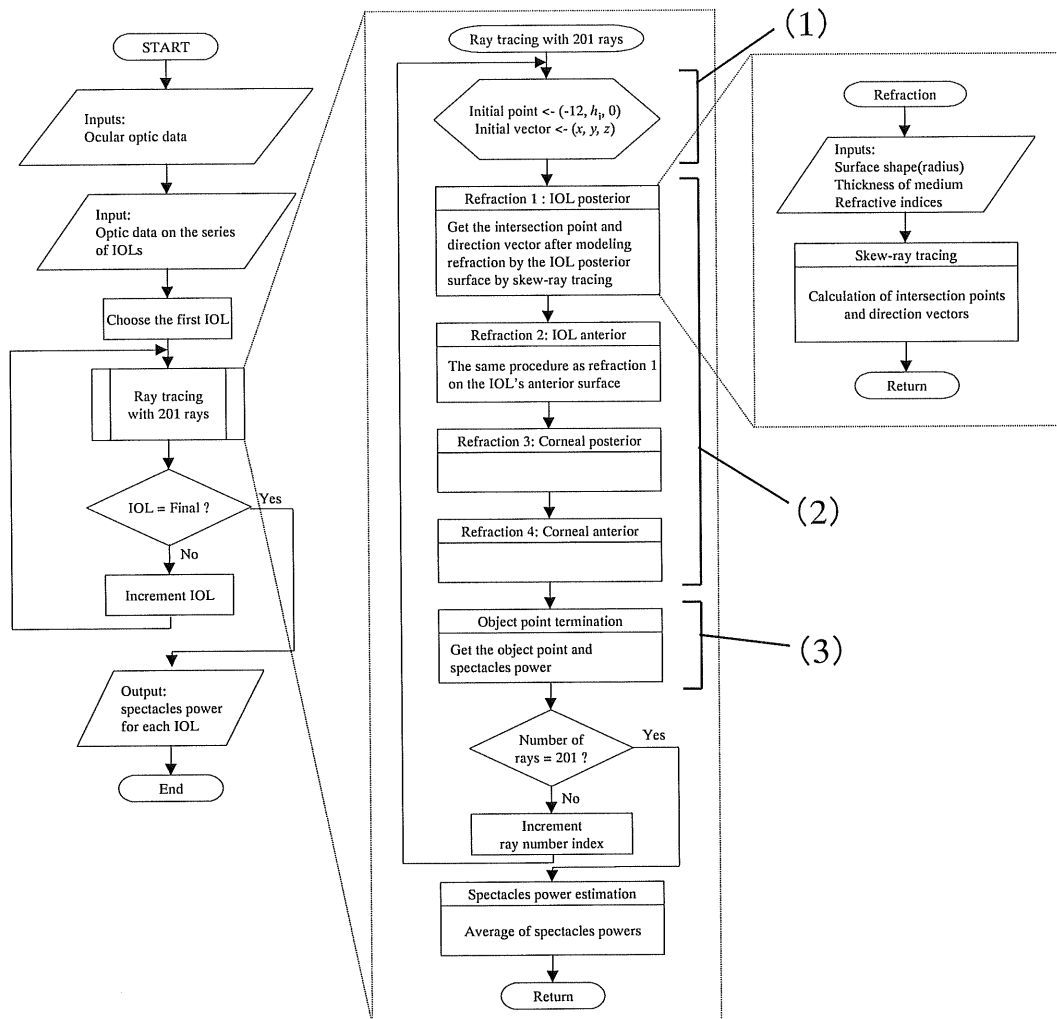 START
Inputs:
Ocular optic data
Input:
Optic data on the series
of IOLs
Choose the first IOL
Ray tracing
with 201 rays
IOL = Final ?
Yes
No
Increment IOL
Output:
spectacles power
for each IOL
End
Ray tracing with 201 rays
Initial point <- (-12, hi, 0)
Initial vector <- (x, y, z)
Refraction 1 : IOL posterior
Get the intersection point and
direction vector after modeling
refraction by the IOL posterior
surface by skew-ray tracing
Refraction 2: IOL anterior
The same procedure as refraction 1
on the IOL's anterior surface
Refraction 3: Corneal posterior
Refraction 4: Corneal anterior
Object point termination
Get the object point and
spectacles power
Number of
rays = 201 ?
Yes
No
Increment
ray number index
Spectacles power estimation
Average of spectacles powers
Return
(1)
(2)
(3)
Refraction
Inputs:
Surface shape(radius)
Thickness of medium
Refractive indices
Skew-ray tracing
Calculation of intersection points
and direction vectors
Return